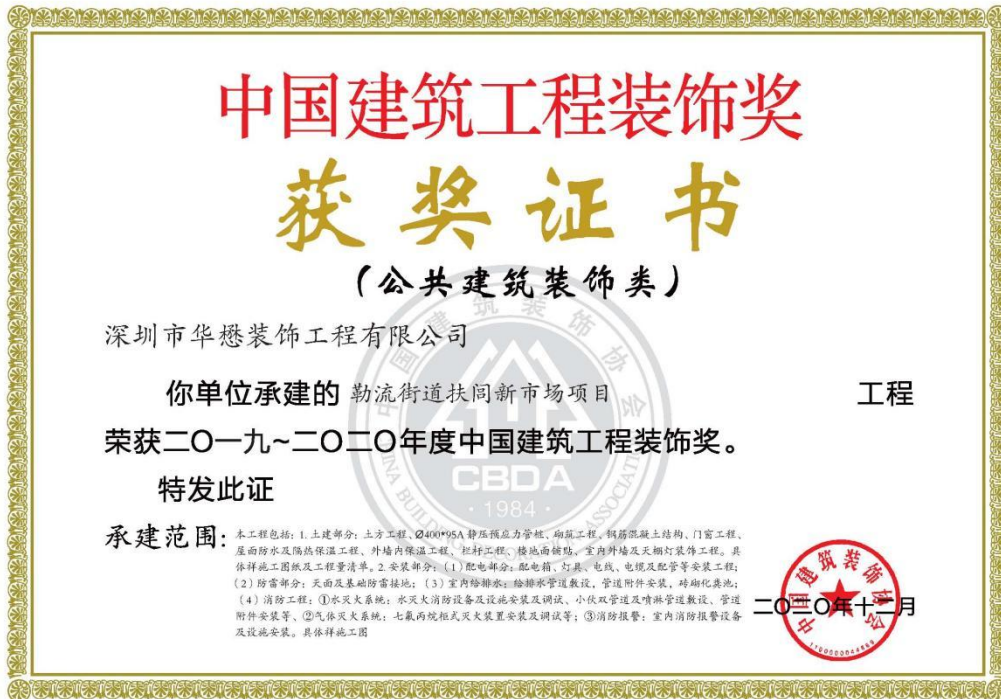 中国建筑工程装饰奖
获奖证书
(公共建筑装饰类)
深圳市华懋装饰工程有限公司
你单位承建的 勒流街道扶闾新市场项目 工程
荣获二〇一九~二〇二〇年度中国建筑工程装饰奖。
特发此证
承建范围:
本工程包括: 1.土建部分: 土方工程、Ø400*95A 静压预应力管桩、砌筑工程、钢筋混凝土结构、门窗工程、
屋面防水及隔热保温工程、外墙内保温工程、栏杆工程、楼地面铺贴、室内外墙及天棚灯装饰工程。具
体祥施工图纸及工程量清单。2.安装部分: (1)配电部分: 配电箱、灯具、电线、电缆及配管等安装工程;
(2)防雷部分: 天面及基础防雷接地; (3)室内给排水: 给排水管道敷设, 管道附件安装, 砖砌化粪池;
(4)消防工程: ①水灭火系统: 水灭火消防设备及设施安装及调试、小伏双管道及喷淋管道敷设、管道
附件安装等、②气体灭火系统: 七氟丙烷柜式灭火装置安装及调试等; ③消防报警: 室内消防报警设备
及设施安装。具体祥施工图
二〇二〇年十二月
中国建筑装饰协会
中国建筑装饰协会
CBDA
·1984·
CHINA BUILDING DECORATION ASSOCIATION